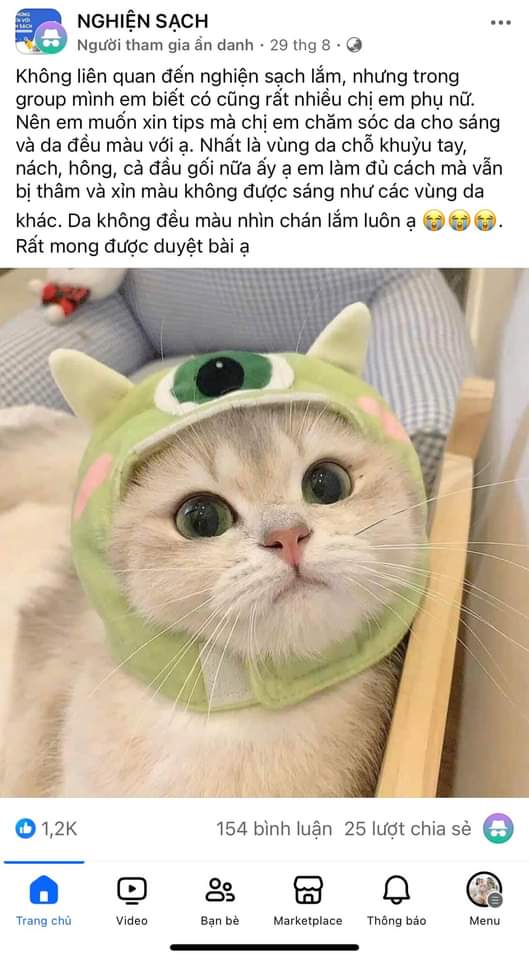 NGHIỆN SẠCH
Người tham gia ẩn danh · 29 thg 8 ·
Không liên quan đến nghiện sạch lắm, nhưng trong
group mình em biết có cũng rất nhiều chị em phụ nữ.
Nên em muốn xin tips mà chị em chăm sóc da cho sáng
và da đều màu với ạ. Nhất là vùng da chỗ khuỷu tay,
nách, hông, cả đầu gối nữa ấy ạ em làm đủ cách mà vẫn
bị thâm và xỉn màu không được sáng như các vùng da
khác. Da không đều màu nhìn chán lắm luôn ạ 😭😭😭.
Rất mong được duyệt bài ạ
1,2K
154 bình luận 25 lượt chia sẻ
Trang chủ Video Bạn bè Marketplace Thông báo Menu